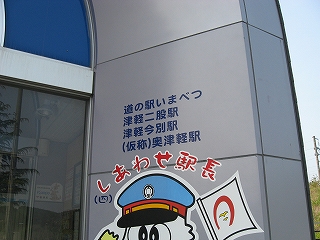 道の駅いまべつ
津軽二股駅
津軽今別駅
(仮称)奥津軽駅
しあわせ駅長
(四)